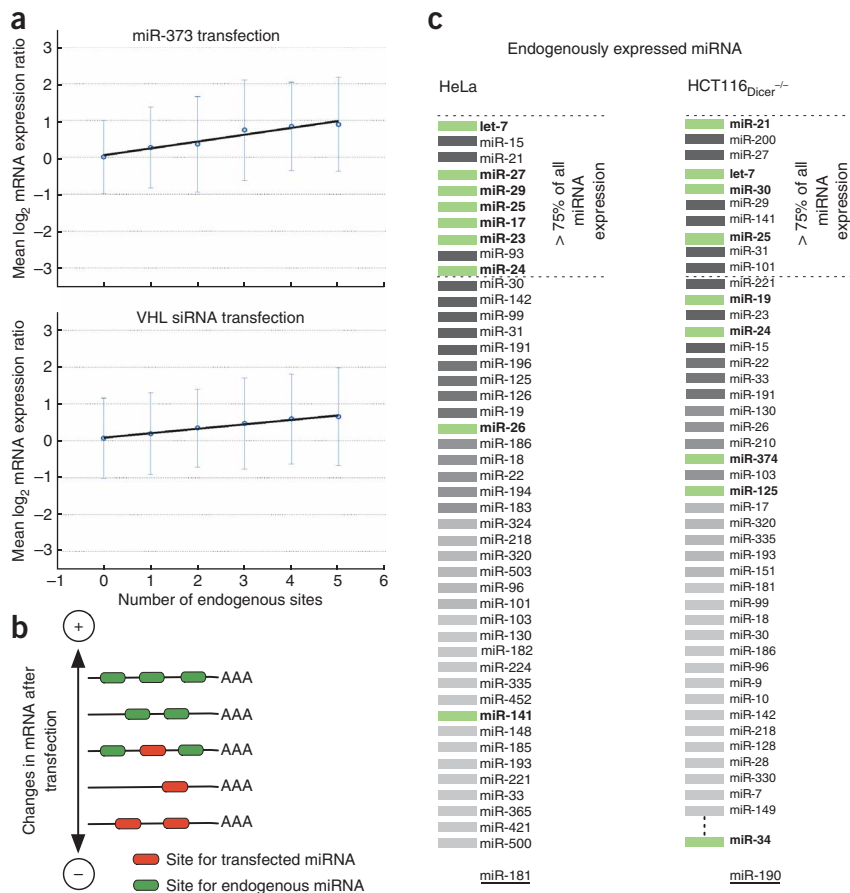 a
miR-373 transfection
3
2
1
0
–1
–2
–3
Mean log2 mRNA expression ratio
VHL siRNA transfection
3
2
1
0
–1
–2
–3
Mean log2 mRNA expression ratio
–1 0 1 2 3 4 5 6
Number of endogenous sites
b
+
Changes in mRNA after
transfection
–
AAA
AAA
AAA
AAA
AAA
Site for transfected miRNA
Site for endogenous miRNA
c
Endogenously expressed miRNA
HeLa
let-7
miR-15
miR-21
miR-27
miR-29
miR-25
miR-17
miR-23
miR-93
miR-24
miR-30
miR-142
miR-99
miR-31
miR-191
miR-196
miR-125
miR-126
miR-19
miR-26
miR-186
miR-18
miR-22
miR-194
miR-183
miR-324
miR-218
miR-320
miR-503
miR-96
miR-101
miR-103
miR-130
miR-182
miR-224
miR-335
miR-452
miR-141
miR-148
miR-185
miR-193
miR-221
miR-33
miR-365
miR-421
miR-500
miR-181
> 75% of all
miRNA
expression
HCT116Dicer–/–
miR-21
miR-200
miR-27
let-7
miR-30
miR-29
miR-141
miR-25
miR-31
miR-101
miR-221
miR-19
miR-23
miR-24
miR-15
miR-22
miR-33
miR-191
miR-130
miR-26
miR-210
miR-374
miR-103
miR-125
miR-17
miR-320
miR-335
miR-193
miR-151
miR-181
miR-99
miR-18
miR-30
miR-186
miR-96
miR-9
miR-10
miR-142
miR-218
miR-128
miR-28
miR-330
miR-7
miR-149
miR-34
miR-190
> 75% of all
miRNA
expression